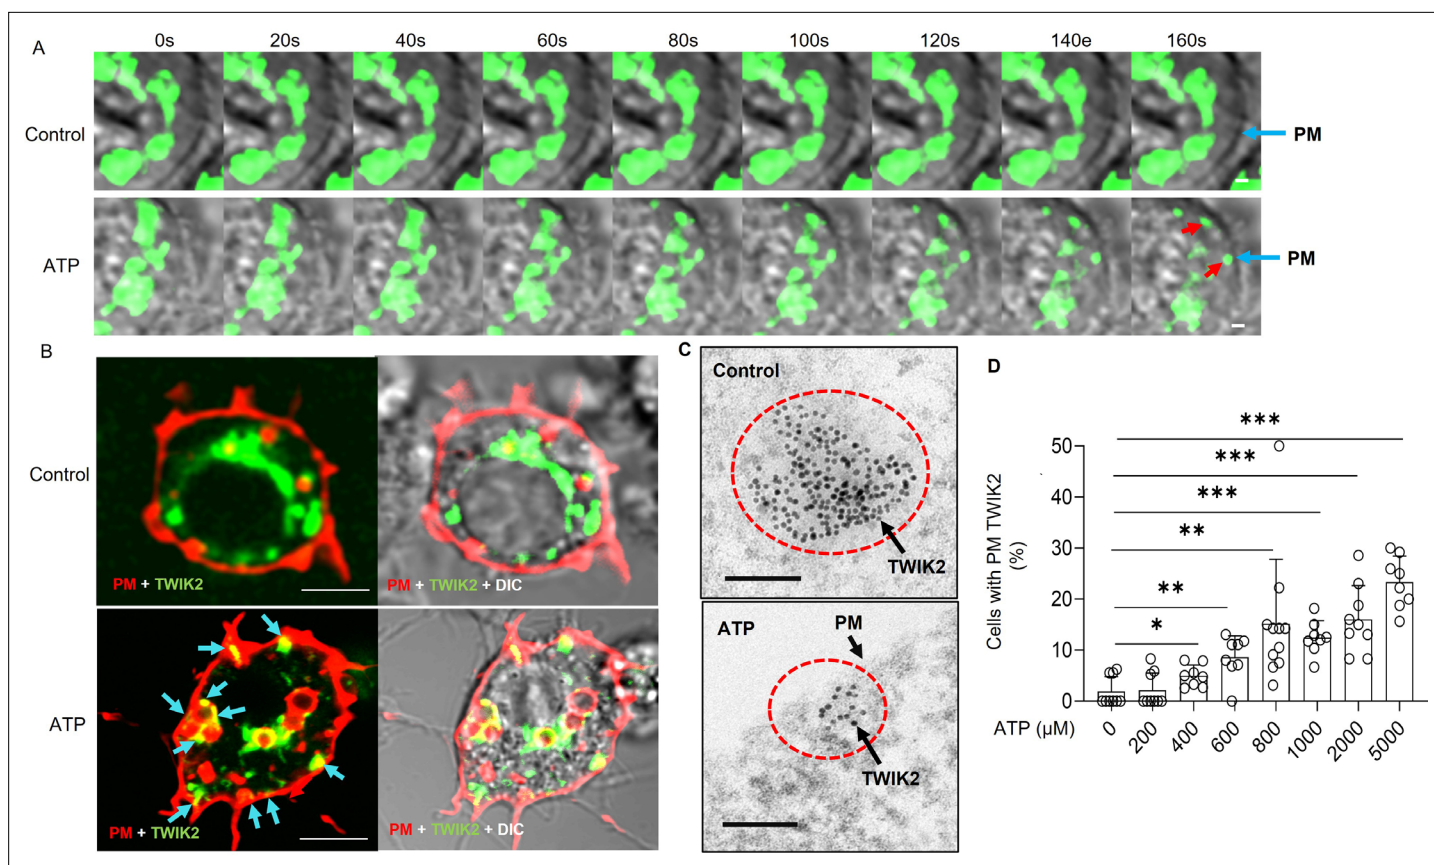 A
0s 20s 40s 60s 80s 100s 120s 140e 160s
Control
PM
ATP
PM
B
Control
PM + TWIK2
PM + TWIK2 + DIC
ATP
PM + TWIK2
PM + TWIK2 + DIC
C
Control
TWIK2
ATP
PM
TWIK2
D
Cells with PM TWIK2
(%)
50
40
30
20
10
0
***
***
***
**
**
*
ATP (μM)
0 200 400 600 800 1000 2000 5000